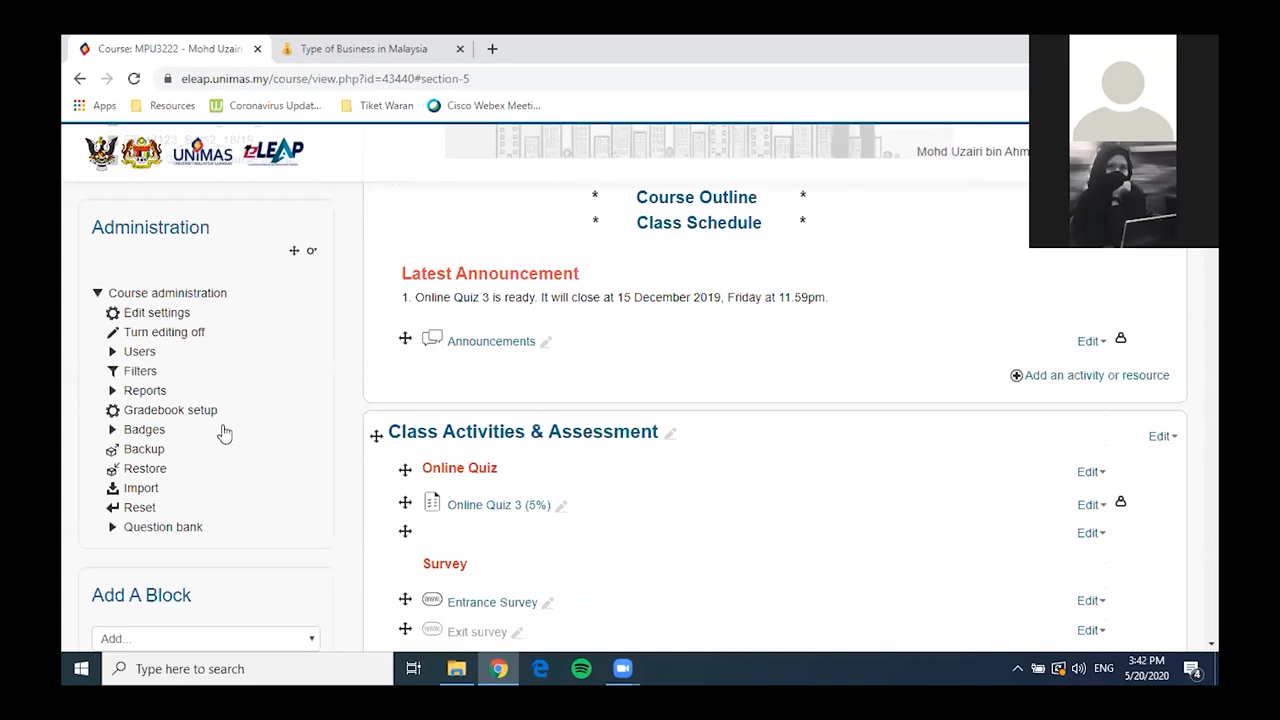 Course: MPU3222 - Mohd Uzairi
Type of Business in Malaysia
eleap.unimas.my/course/view.php?id=43440#section-5
Apps
Resources
Coronavirus Updat...
Tiket Waran
Cisco Webex Meeti...
UNIMAS
eLEAP
Mohd Uzairi bin Ahm
Administration
Course administration
Edit settings
Turn editing off
Users
Filters
Reports
Gradebook setup
Badges
Backup
Restore
Import
Reset
Question bank
Add A Block
Add...
* Course Outline *
* Class Schedule *
Latest Announcement
1. Online Quiz 3 is ready. It will close at 15 December 2019, Friday at 11.59pm.
Announcements
Edit
Add an activity or resource
Class Activities & Assessment
Edit
Online Quiz
Edit
Online Quiz 3 (5%)
Edit
Edit
Survey
www
Entrance Survey
Edit
www
Exit survey
Edit
Type here to search
ENG
3:42 PM
5/20/2020
4